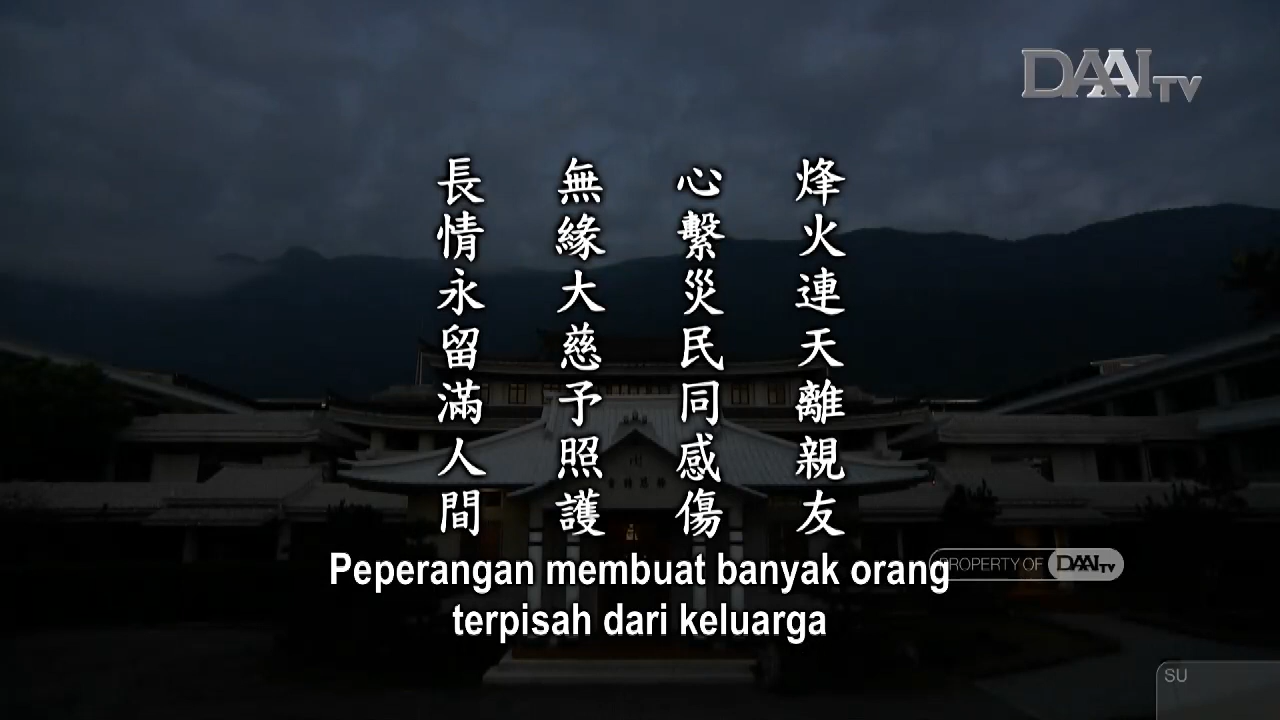 DAAI TV
烽火連天離親友
心繫災民同感傷
無緣大慈予照護
長情永留滿人間
Peperangan membuat banyak orang
terpisah dari keluarga
PROPERTY OF DAAI TV
SU